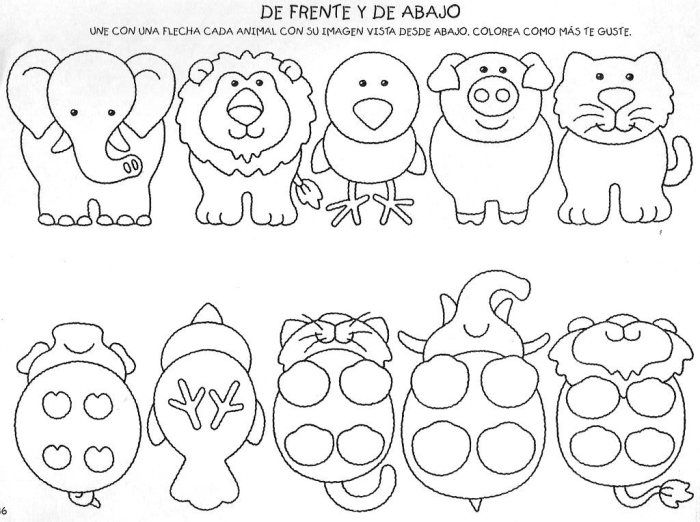 DE FRENTE Y DE ABAJO
UNE CON UNA FLECHA CADA ANIMAL CON SU IMAGEN VISTA DESDE ABAJO. COLOREA COMO MÁS TE GUSTE.